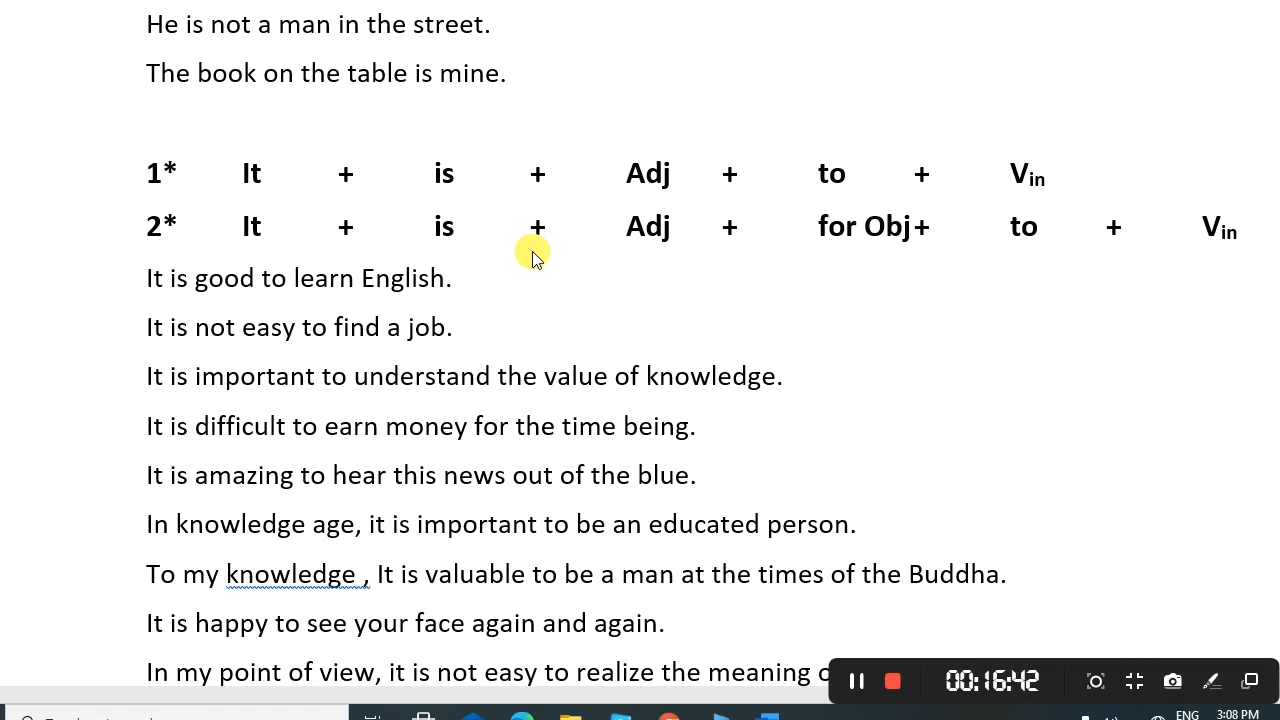 He is not a man in the street.
The book on the table is mine.
1* It + is + Adj + to + Vin
2* It + is + Adj + for Obj+ to + Vin
It is good to learn English.
It is not easy to find a job.
It is important to understand the value of knowledge.
It is difficult to earn money for the time being.
It is amazing to hear this news out of the blue.
In knowledge age, it is important to be an educated person.
To my knowledge , It is valuable to be a man at the times of the Buddha.
It is happy to see your face again and again.
In my point of view, it is not easy to realize the meaning
00:16:42
ENG 3:08 PM